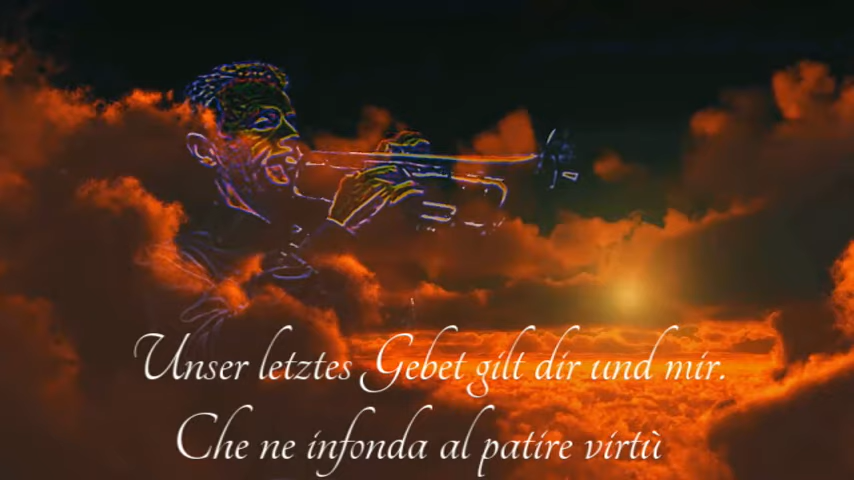 Unser letztes Gebet gilt dir und mir.
Che ne infonda al patire virtù